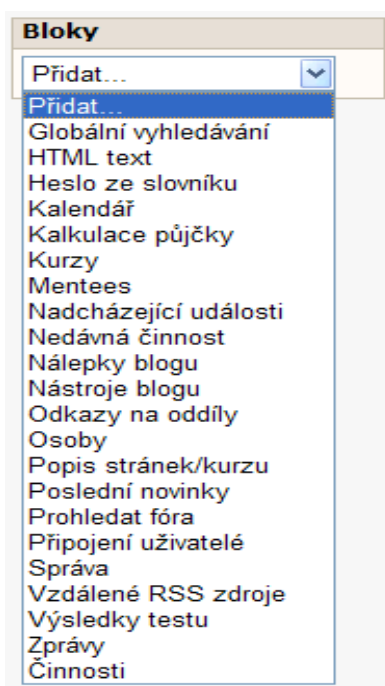 Bloky
Přidat...
Přidat...
Globální vyhledávání
HTML text
Heslo ze slovníku
Kalendář
Kalkulace půjčky
Kurzy
Mentees
Nadcházející události
Nedávná činnost
Nálepky blogu
Nástroje blogu
Odkazy na oddíly
Osoby
Popis stránek/kurzu
Poslední novinky
Prohledat fóra
Připojení uživatelé
Správa
Vzdálené RSS zdroje
Výsledky testu
Zprávy
Činnosti